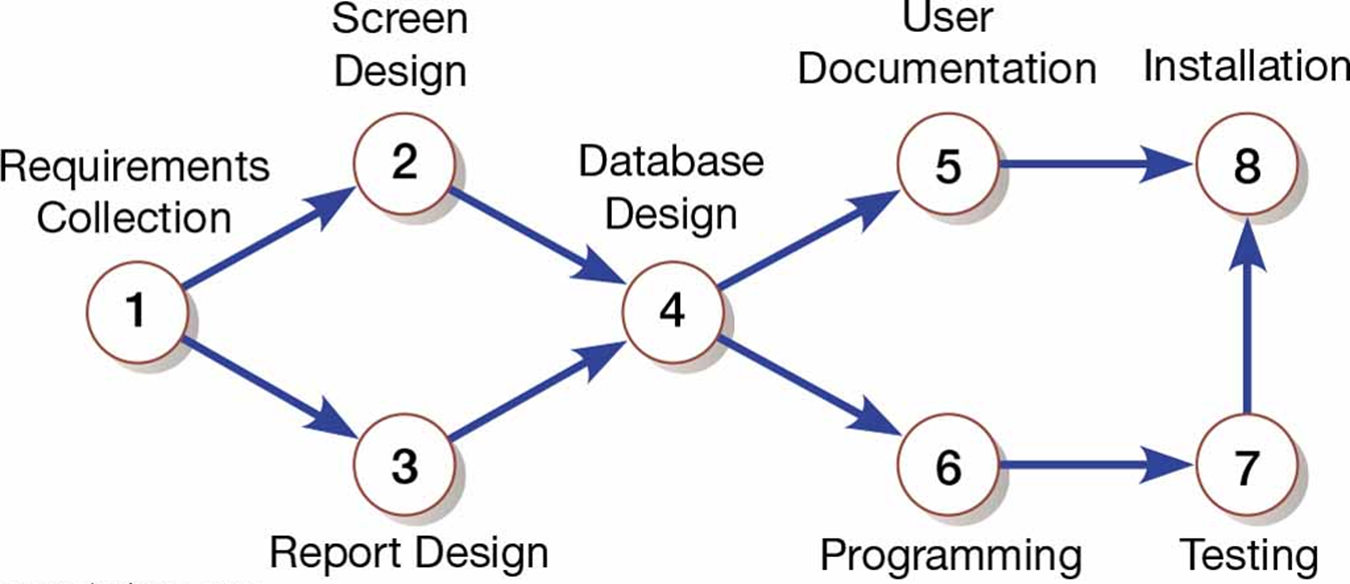 Screen
Design
User
Documentation
Installation
Requirements
Collection
2
Database
Design
5
8
1
4
3
6
7
Report Design
Programming
Testing